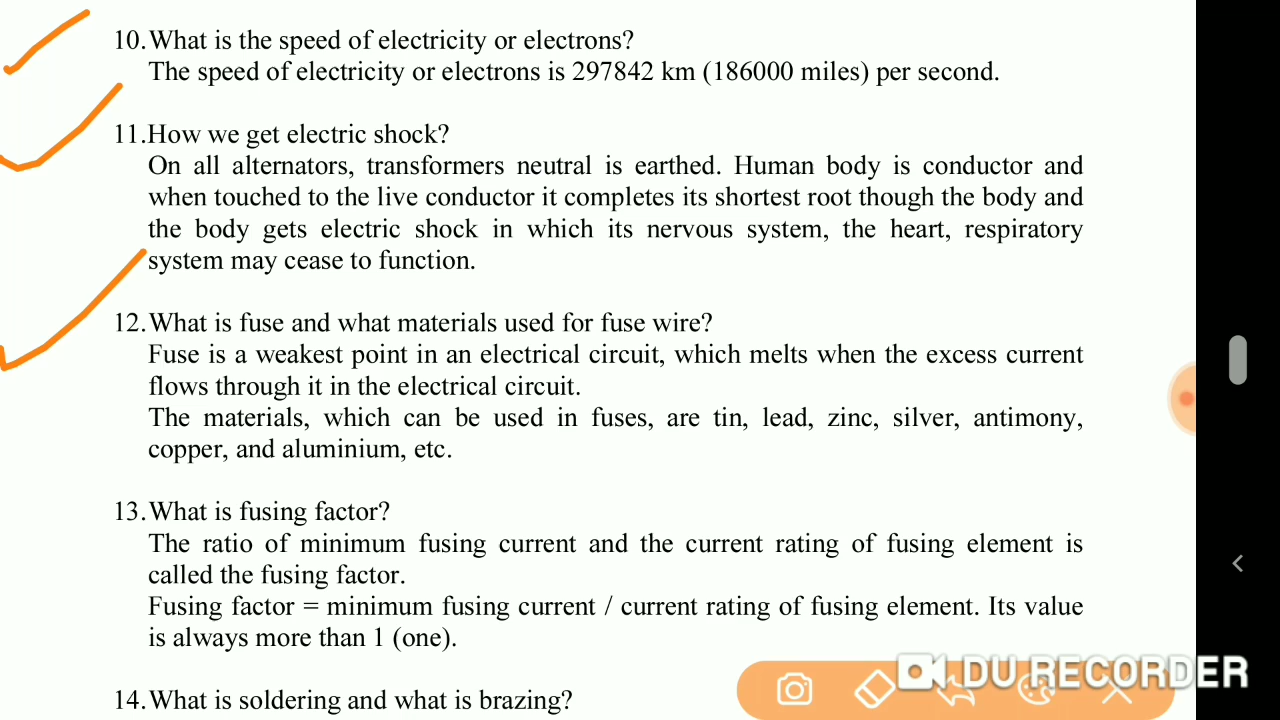 10.What is the speed of electricity or electrons?
The speed of electricity or electrons is 297842 km (186000 miles) per second.
11.How we get electric shock?
On all alternators, transformers neutral is earthed. Human body is conductor and
when touched to the live conductor it completes its shortest root though the body and
the body gets electric shock in which its nervous system, the heart, respiratory
system may cease to function.
12.What is fuse and what materials used for fuse wire?
Fuse is a weakest point in an electrical circuit, which melts when the excess current
flows through it in the electrical circuit.
The materials, which can be used in fuses, are tin, lead, zinc, silver, antimony,
copper, and aluminium, etc.
13.What is fusing factor?
The ratio of minimum fusing current and the current rating of fusing element is
called the fusing factor.
Fusing factor = minimum fusing current / current rating of fusing element. Its value
is always more than 1 (one).
14.What is soldering and what is brazing?
DU RECORDER